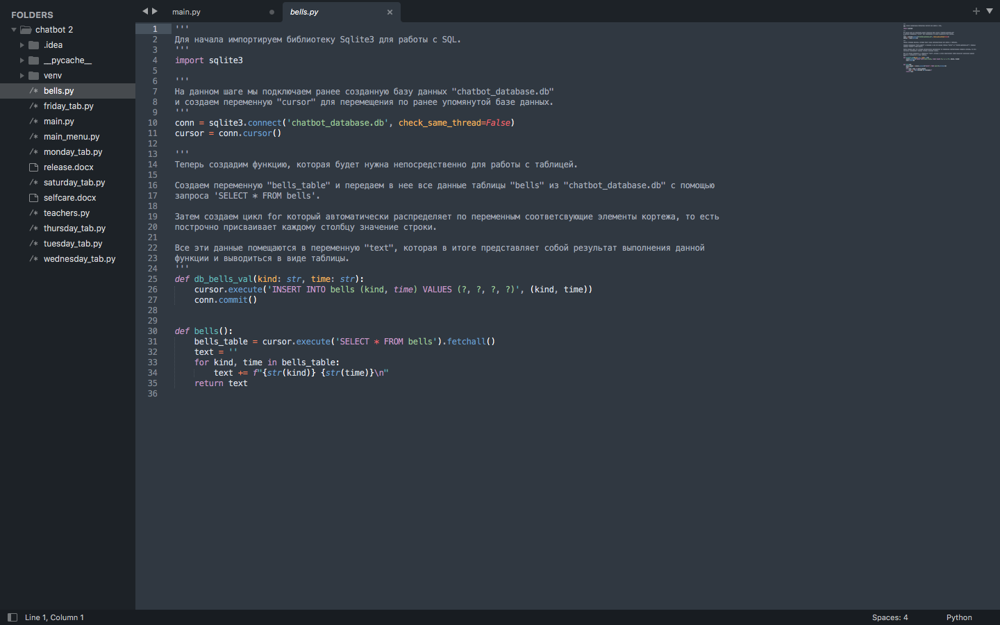 FOLDERS
chatbot 2
.idea
__pycache__
venv
/* bells.py
/* friday_tab.py
/* main.py
/* main_menu.py
/* monday_tab.py
release.docx
/* saturday_tab.py
selfcare.docx
/* teachers.py
/* thursday_tab.py
/* tuesday_tab.py
/* wednesday_tab.py
main.py
bells.py
1 '''
2 Для начала импортируем библиотеку Sqlite3 для работы с SQL.
3 '''
4 import sqlite3
5
6 '''
7 На данном шаге мы подключаем ранее созданную базу данных "chatbot_database.db"
8 и создаем переменную "cursor" для перемещения по ранее упомянутой базе данных.
9 '''
10 conn = sqlite3.connect('chatbot_database.db', check_same_thread=False)
11 cursor = conn.cursor()
12
13 '''
14 Теперь создадим функцию, которая будет нужна непосредственно для работы с таблицей.
15
16 Создаем переменную "bells_table" и передаем в нее все данные таблицы "bells" из "chatbot_database.db" с помощью
17 запроса 'SELECT * FROM bells'.
18
19 Затем создаем цикл for который автоматически распределяет по переменным соответсвующие элементы кортежа, то есть
20 построчно присваивает каждому столбцу значение строки.
21
22 Все эти данные помещаются в переменную "text", которая в итоге представляет собой результат выполнения данной
23 функции и выводиться в виде таблицы.
24 '''
25 def db_bells_val(kind: str, time: str):
26 cursor.execute('INSERT INTO bells (kind, time) VALUES (?, ?, ?, ?)', (kind, time))
27 conn.commit()
28
29
30 def bells():
31 bells_table = cursor.execute('SELECT * FROM bells').fetchall()
32 text = ''
33 for kind, time in bells_table:
34 text += f"{str(kind)} {str(time)}\n"
35 return text
36
Line 1, Column 1
Spaces: 4
Python